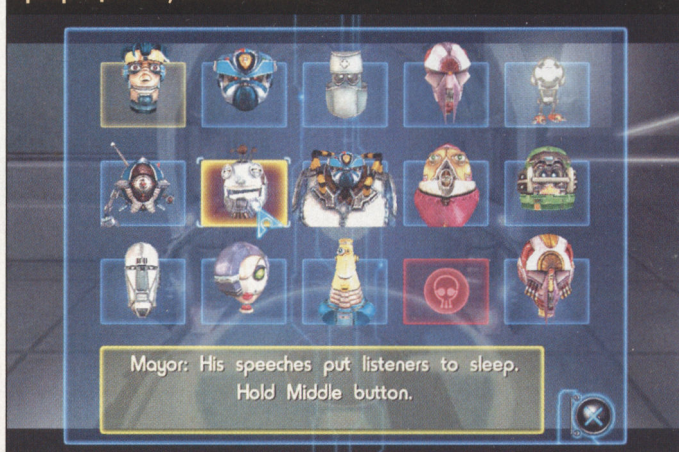 Mayor: His speeches put listeners to sleep.
Hold Middle button.